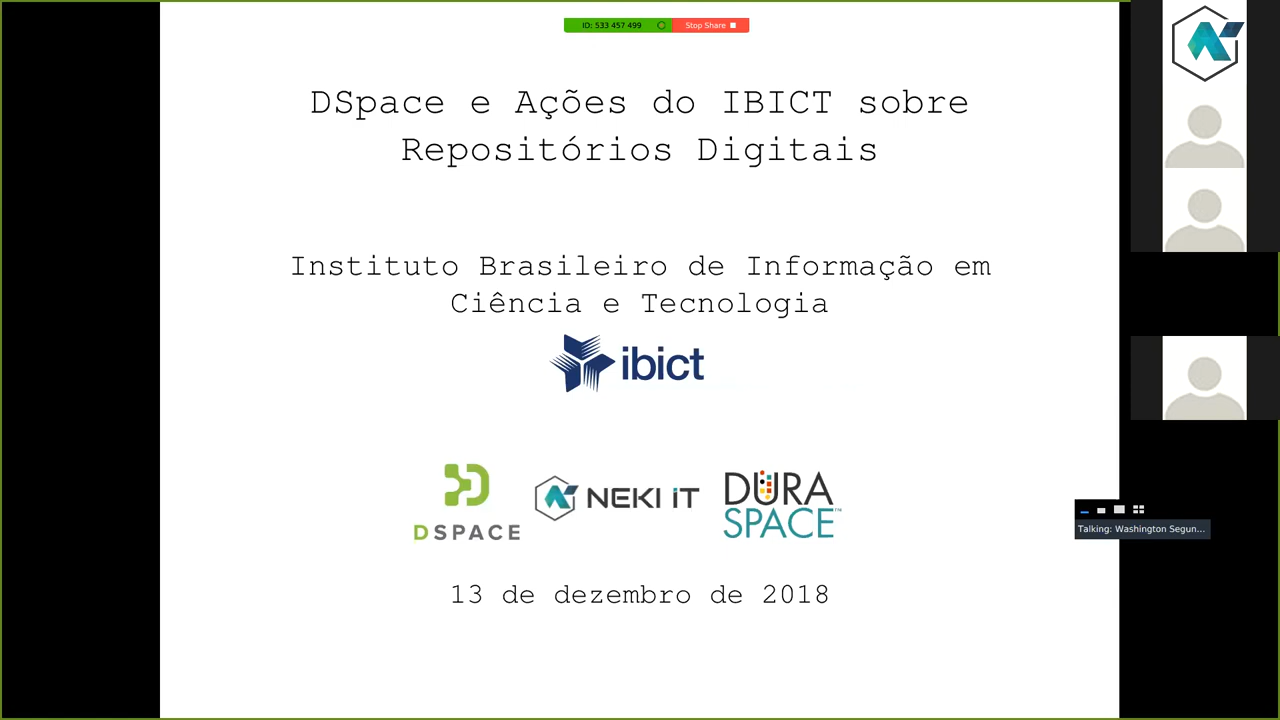 ID: 533 457 499 Stop Share
DSpace e Ações do IBICT sobre
Repositórios Digitais
Instituto Brasileiro de Informação em
Ciência e Tecnologia
ibict
DSPACE
NEKI iT
DURA
SPACE™
Talking: Washington Segun...
13 de dezembro de 2018